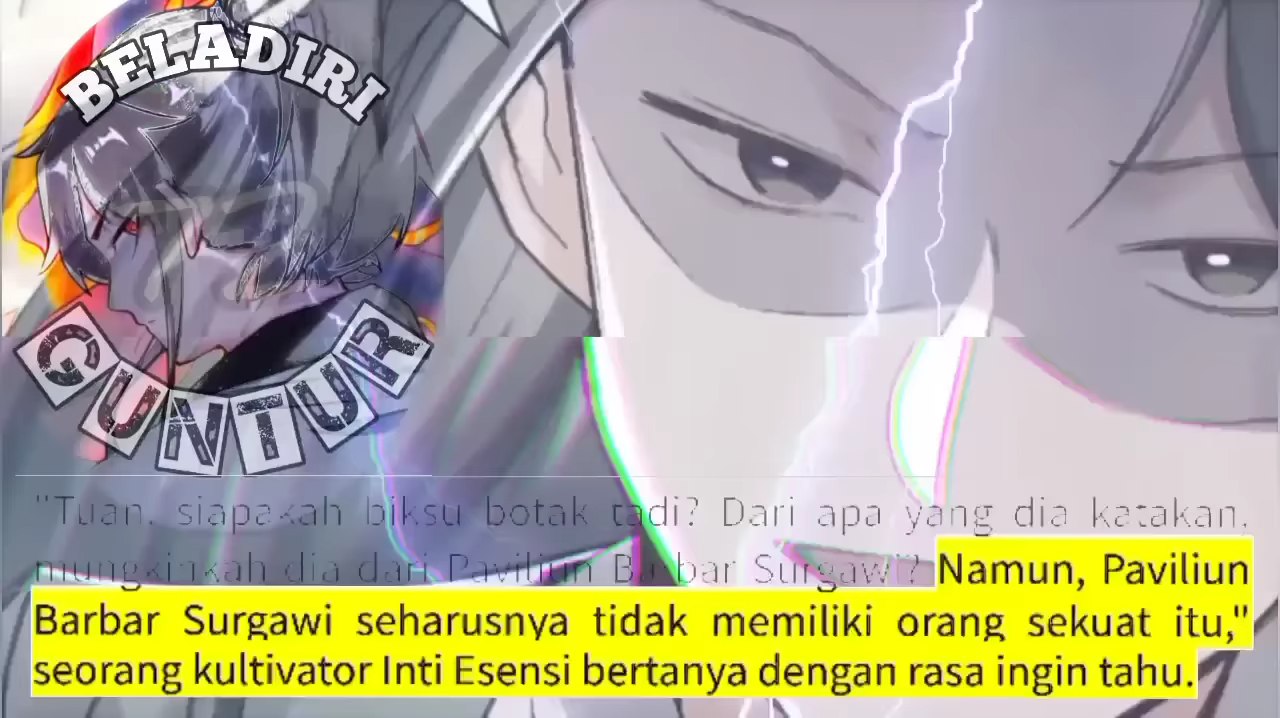 BELADIRI
GUNTUR
"Tuan, siapakah biksu botak tadi? Dari apa yang dia katakan,
mungkinkah dia dari Paviliun Barbar Surgawi? Namun, Paviliun
Barbar Surgawi seharusnya tidak memiliki orang sekuat itu,"
seorang kultivator Inti Esensi bertanya dengan rasa ingin tahu.